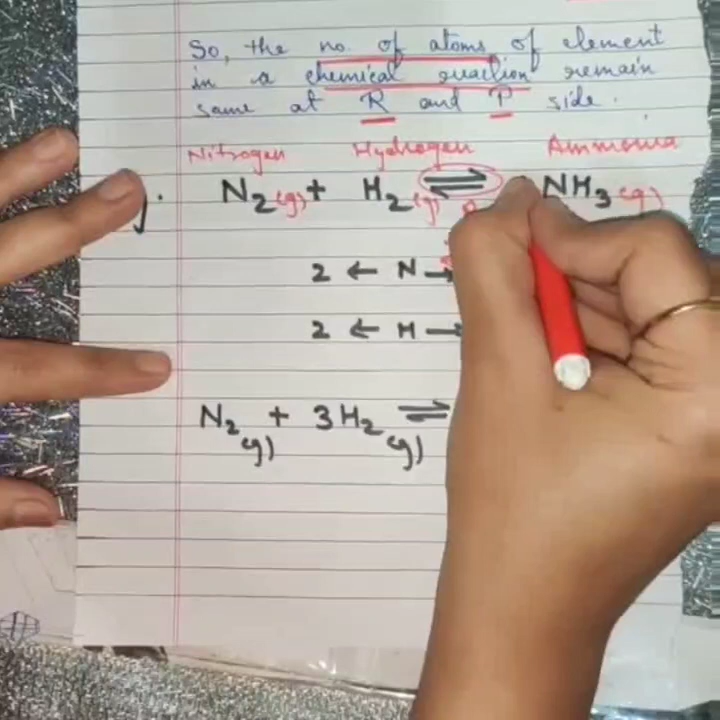 So, the no. of atoms of element
in a chemical reaction remain
same at R and P side.
Nitrogen Hydrogen Ammonia
N₂(g) + H₂(g) ⇌ NH₃(g)
2 ← N →
2 ← H →
N₂(g) + 3H₂(g) ⇌